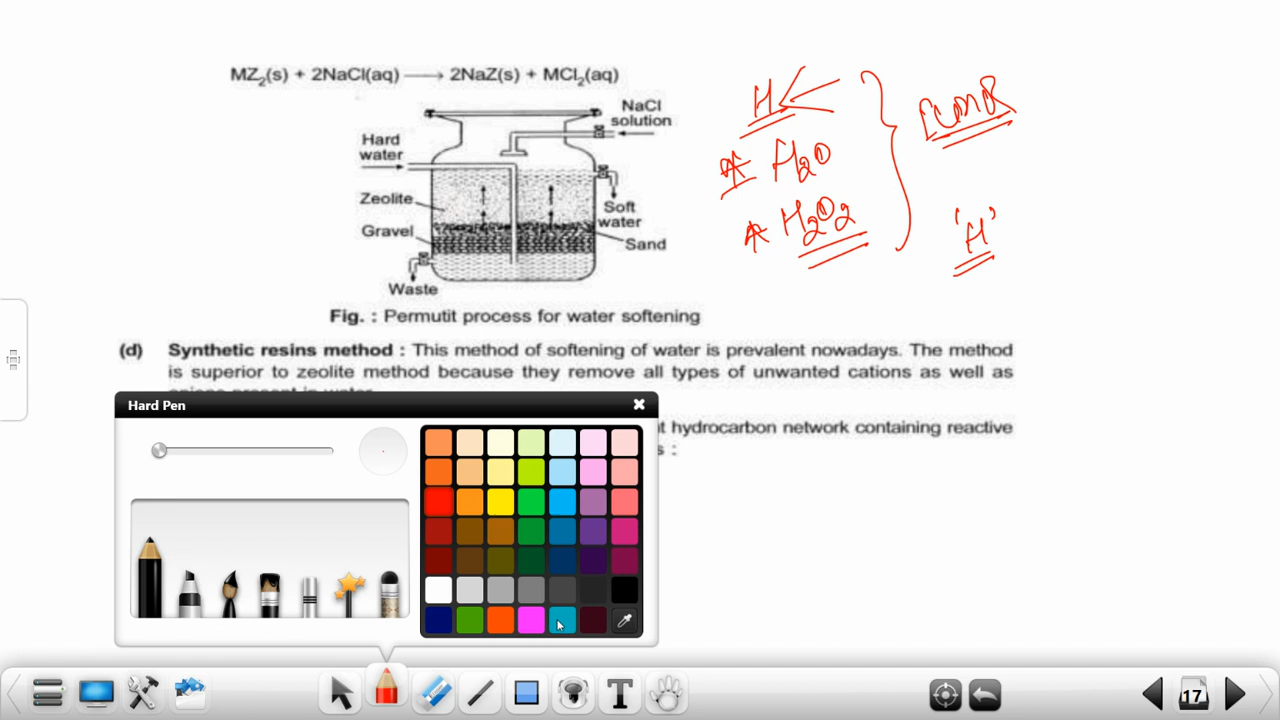 MZ₂(s) + 2NaCl(aq) ⟶ 2NaZ(s) + MCl₂(aq)
NaCl
solution
Hard
water
Zeolite
Gravel
Soft
water
Sand
Waste
H
* H₂O
* H₂O₂
'H'
Fig. : Permutit process for water softening
(d) Synthetic resins method : This method of softening of water is prevalent nowadays. The method
is superior to zeolite method because they remove all types of unwanted cations as well as
Hard Pen
hydrocarbon network containing reactive
:
17